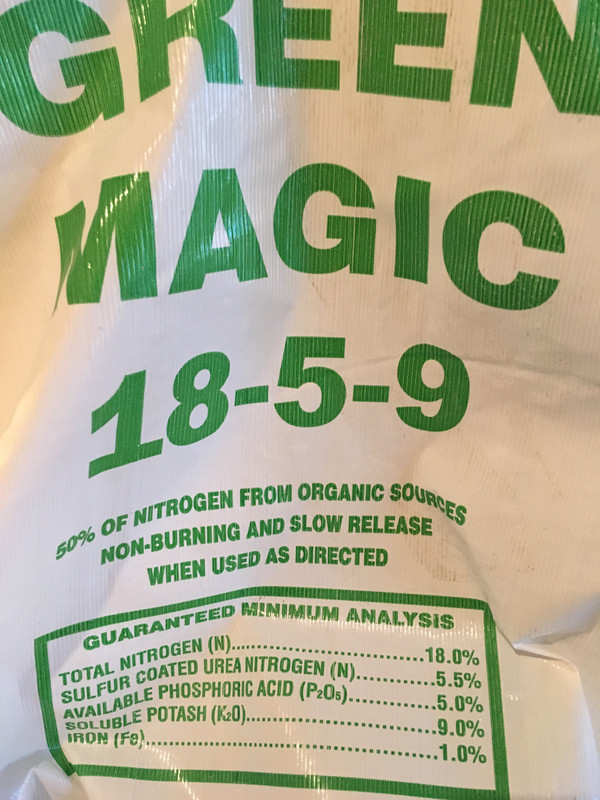 GREEN
MAGIC
18-5-9
50% OF NITROGEN FROM ORGANIC SOURCES
NON-BURNING AND SLOW RELEASE
WHEN USED AS DIRECTED
GUARANTEED MINIMUM ANALYSIS
TOTAL NITROGEN (N)..............................18.0%
SULFUR COATED UREA NITROGEN (N)..............5.5%
AVAILABLE PHOSPHORIC ACID (P₂O₅)..............5.0%
SOLUBLE POTASH (K₂O)..............................9.0%
IRON (Fe)..................................................1.0%